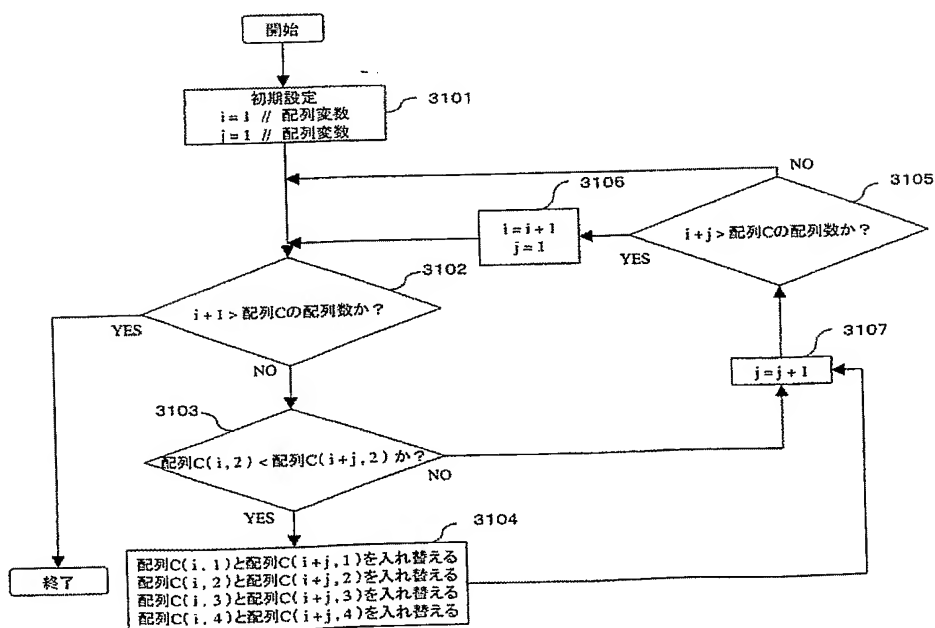 開始
初期設定
i=1 // 配列変数
j=1 // 配列変数
3101
NO
3105
3106
i=i+1
j=1
i+j>配列Cの配列数か?
YES
3102
i+1>配列Cの配列数か?
YES
NO
3107
j=j+1
3103
配列C(i,2)<配列C(i+j,2)か?
NO
YES
3104
配列C(i,1)と配列C(i+j,1)を入れ替える
配列C(i,2)と配列C(i+j,2)を入れ替える
配列C(i,3)と配列C(i+j,3)を入れ替える
配列C(i,4)と配列C(i+j,4)を入れ替える
終了